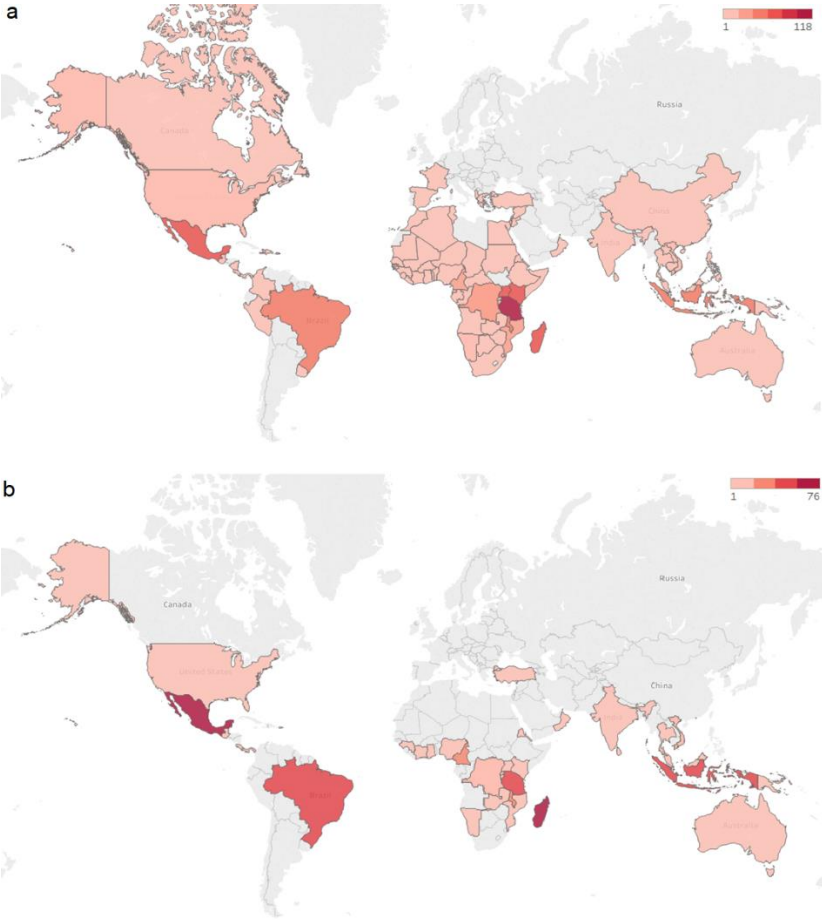 a
1 118
Russia
Canada
China
India
Brazil
Australia
b
1 76
Russia
Canada
United States
China
India
Brazil
Australia